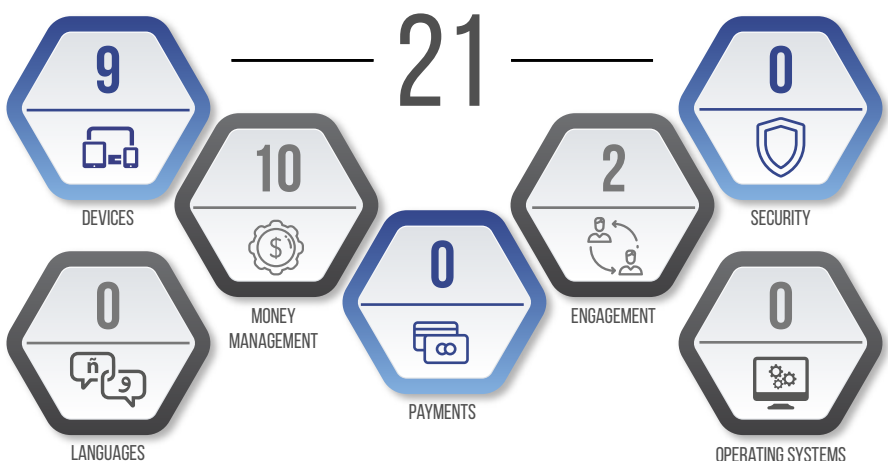 21
9
DEVICES
0
SECURITY
10
MONEY
MANAGEMENT
2
ENGAGEMENT
0
PAYMENTS
0
ñ
و
LANGUAGES
0
OPERATING SYSTEMS
$